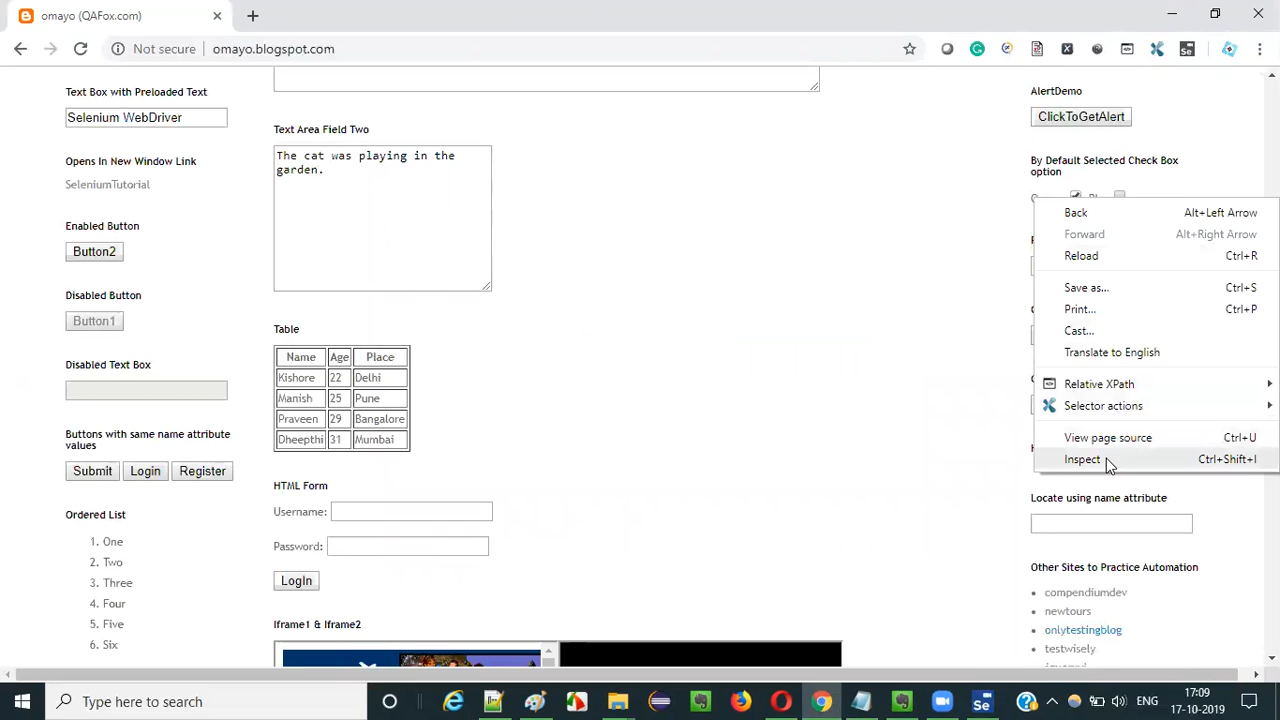 omayo (QAFox.com)
Not secure
omayo.blogspot.com
Text Box with Preloaded Text
Selenium WebDriver
Opens In New Window Link
SeleniumTutorial
Enabled Button
Button2
Disabled Button
Button1
Disabled Text Box
Buttons with same name attribute
values
Submit
Login
Register
Ordered List
1. One
2. Two
3. Three
4. Four
5. Five
6. Six
Text Area Field Two
The cat was playing in the
garden.
Table
Name Age Place
Kishore 22 Delhi
Manish 25 Pune
Praveen 29 Bangalore
Dheepthi 31 Mumbai
HTML Form
Username:
Password:
LogIn
Iframe1 & Iframe2
AlertDemo
ClickToGetAlert
By Default Selected Check Box
option
Back Alt+Left Arrow
Forward Alt+Right Arrow
Reload Ctrl+R
Save as... Ctrl+S
Print... Ctrl+P
Cast...
Translate to English
Relative XPath
Selector actions
View page source Ctrl+U
Inspect Ctrl+Shift+I
Locate using name attribute
Other Sites to Practice Automation
compendiumdev
newtours
onlytestingblog
testwisely
Type here to search
ENG
17:09
17-10-2019